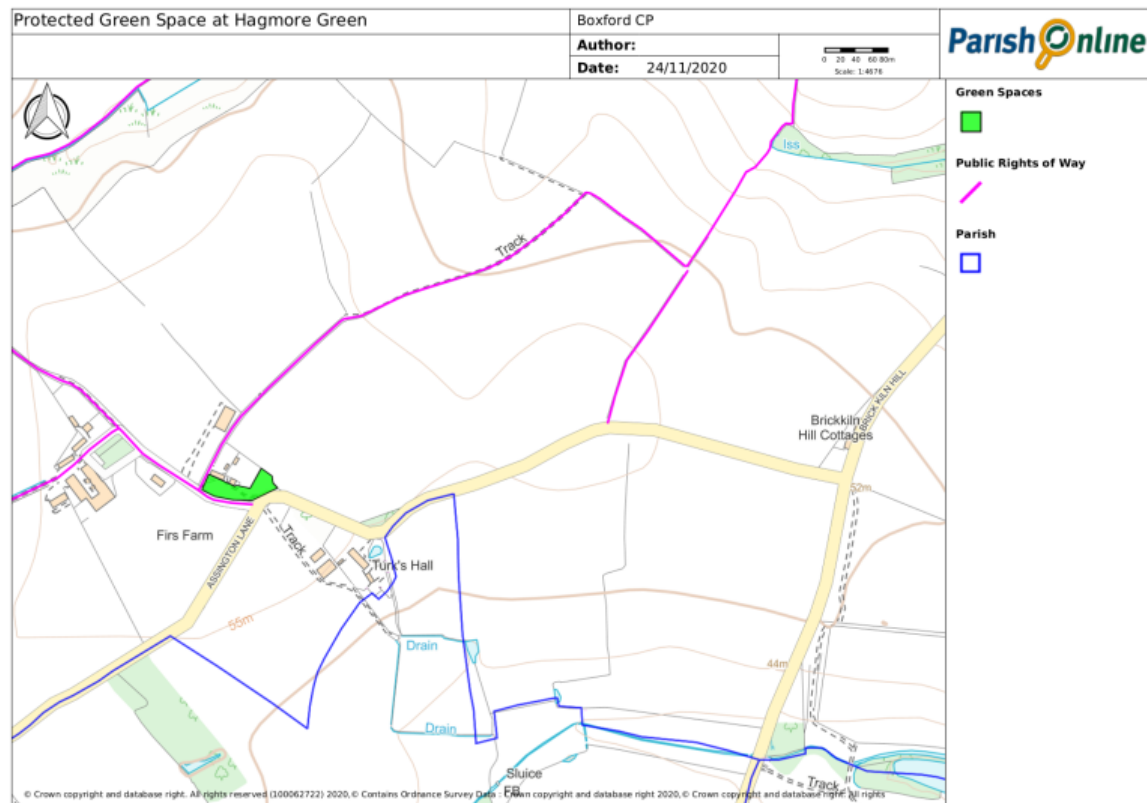 Protected Green Space at Hagmore Green
Boxford CP
Author:
Date: 24/11/2020
0 20 40 60 80m
Scale: 1:4676
Parish Online
Green Spaces
Public Rights of Way
Parish
Iss
Track
BRICK KILN HILL
Brickkiln
Hill Cottages
52m
Firs Farm
ASSINGTON LANE
Track
Turk's Hall
55m
Drain
44m
Drain
Sluice
FB
Track
© Crown copyright and database right. All rights reserved (100062722) 2020,© Contains Ordnance Survey Data : Crown copyright and database right 2020,© Crown copyright and database right. All rights